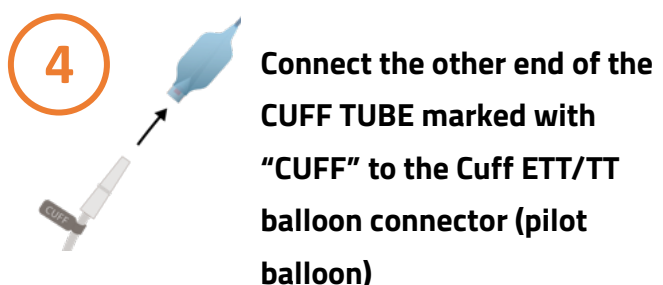 4
Connect the other end of the
CUFF TUBE marked with
“CUFF” to the Cuff ETT/TT
balloon connector (pilot
balloon)
CUFF